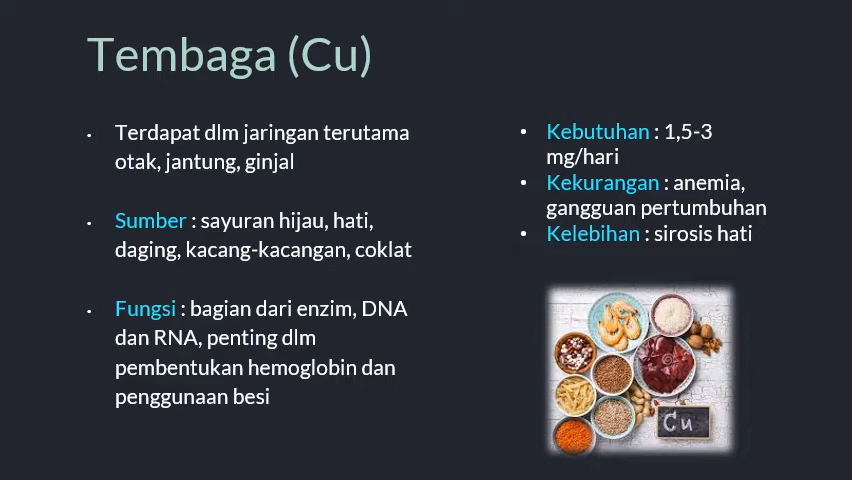 Tembaga (Cu)
Terdapat dlm jaringan terutama
otak, jantung, ginjal
Sumber : sayuran hijau, hati,
daging, kacang-kacangan, coklat
Fungsi : bagian dari enzim, DNA
dan RNA, penting dlm
pembentukan hemoglobin dan
penggunaan besi
Kebutuhan : 1,5-3
mg/hari
Kekurangan : anemia,
gangguan pertumbuhan
Kelebihan : sirosis hati
Cu